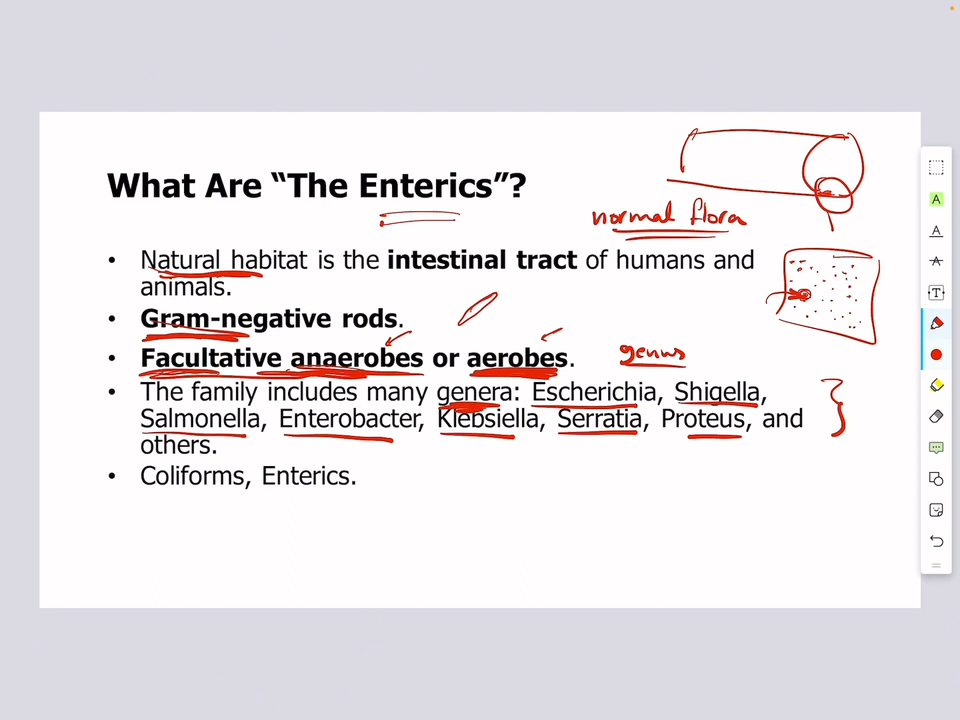 What Are “The Enterics”?
normal flora
• Natural habitat is the intestinal tract of humans and
animals.
• Gram-negative rods.
• Facultative anaerobes or aerobes.
genus
• The family includes many genera: Escherichia, Shigella,
Salmonella, Enterobacter, Klebsiella, Serratia, Proteus, and
others.
• Coliforms, Enterics.
A
A
A
T